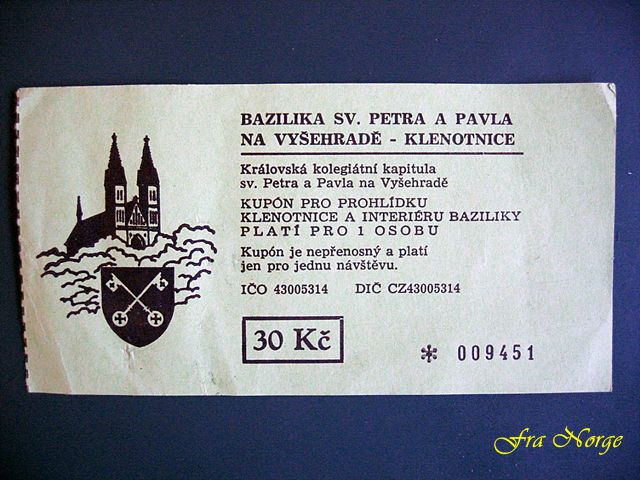 BAZILIKA SV. PETRA A PAVLA
NA VYŠEHRADĚ - KLENOTNICE
Královská kolegiátní kapitula
sv. Petra a Pavla na Vyšehradě
KUPÓN PRO PROHLÍDKU
KLENOTNICE A INTERIÉRU BAZILIKY
PLATÍ PRO 1 OSOBU
Kupón je nepřenosný a platí
jen pro jednu návštěvu.
IČO 43005314 DIČ CZ43005314
30 Kč
* 009451
Fra Norge